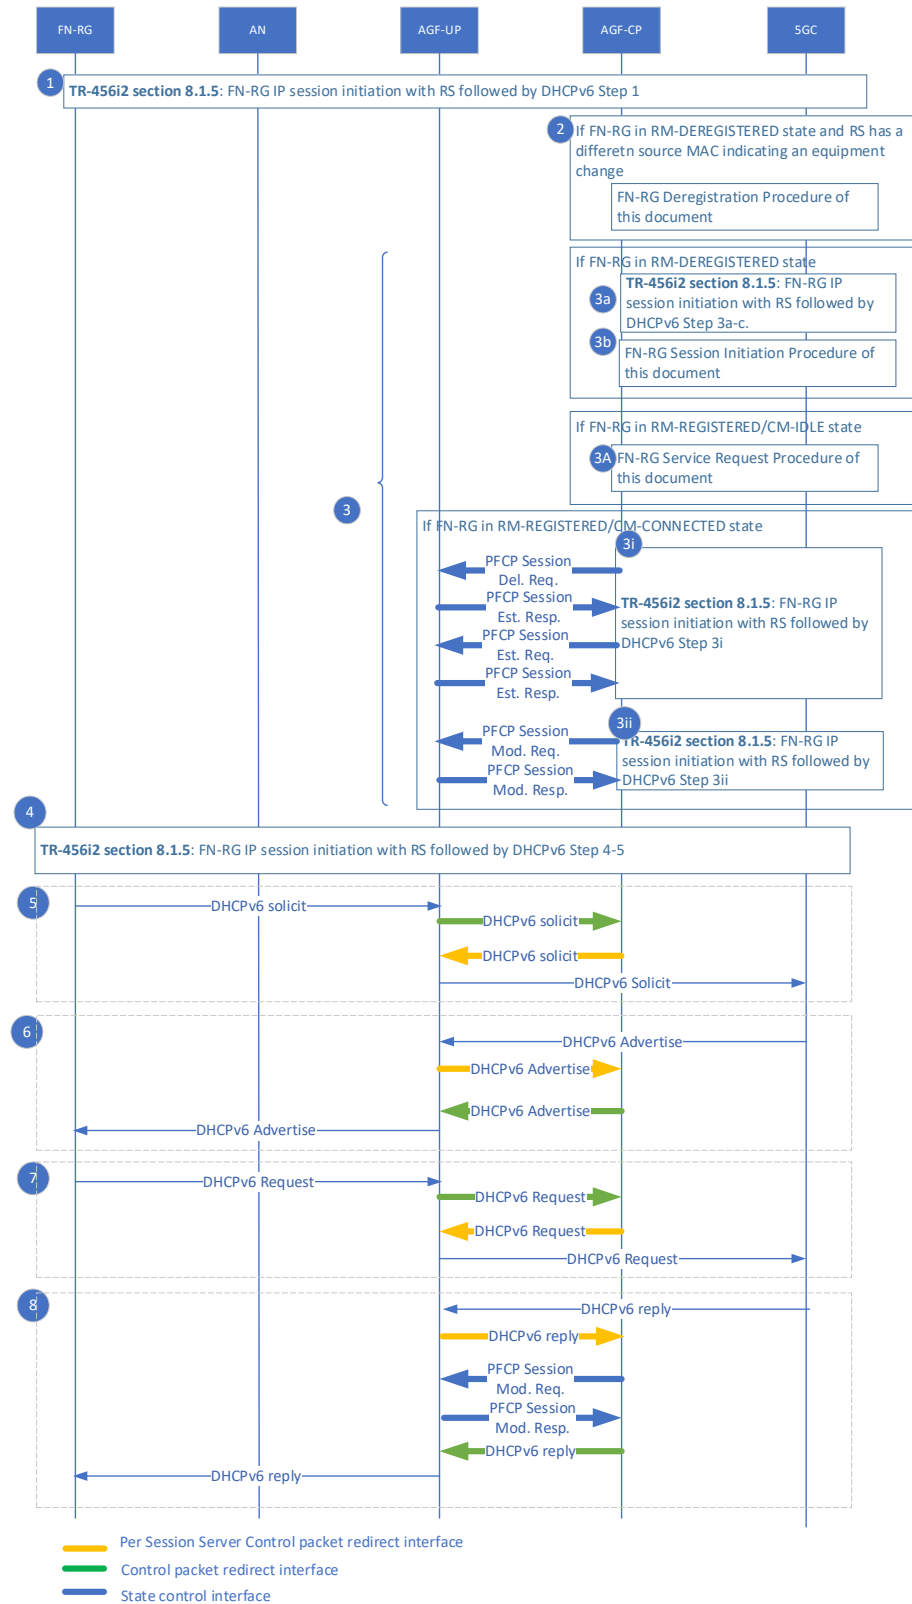 FN-RG
AN
AGF-UP
AGF-CP
5GC
1
TR-456i2 section 8.1.5: FN-RG IP session initiation with RS followed by DHCPv6 Step 1
2
If FN-RG in RM-DEREGISTERED state and RS has a
differetn source MAC indicating an equipment
change
FN-RG Deregistration Procedure of
this document
If FN-RG in RM-DEREGISTERED state
3a
TR-456i2 section 8.1.5: FN-RG IP
session initiation with RS followed by
DHCPv6 Step 3a-c.
3b
FN-RG Session Initiation Procedure of
this document
If FN-RG in RM-REGISTERED/CM-IDLE state
3A
FN-RG Service Request Procedure of
this document
3
If FN-RG in RM-REGISTERED/CM-CONNECTED state
3i
PFCP Session
Del. Req.
PFCP Session
Est. Resp.
PFCP Session
Est. Req.
PFCP Session
Est. Resp.
TR-456i2 section 8.1.5: FN-RG IP
session initiation with RS followed by
DHCPv6 Step 3i
3ii
PFCP Session
Mod. Req.
PFCP Session
Mod. Resp.
TR-456i2 section 8.1.5: FN-RG IP
session initiation with RS followed by
DHCPv6 Step 3ii
4
TR-456i2 section 8.1.5: FN-RG IP session initiation with RS followed by DHCPv6 Step 4-5
5
DHCPv6 solicit
DHCPv6 solicit
DHCPv6 solicit
DHCPv6 Solicit
6
DHCPv6 Advertise
DHCPv6 Advertise
DHCPv6 Advertise
DHCPv6 Advertise
7
DHCPv6 Request
DHCPv6 Request
DHCPv6 Request
DHCPv6 Request
8
DHCPv6 reply
DHCPv6 reply
PFCP Session
Mod. Req.
PFCP Session
Mod. Resp.
DHCPv6 reply
DHCPv6 reply
Per Session Server Control packet redirect interface
Control packet redirect interface
State control interface